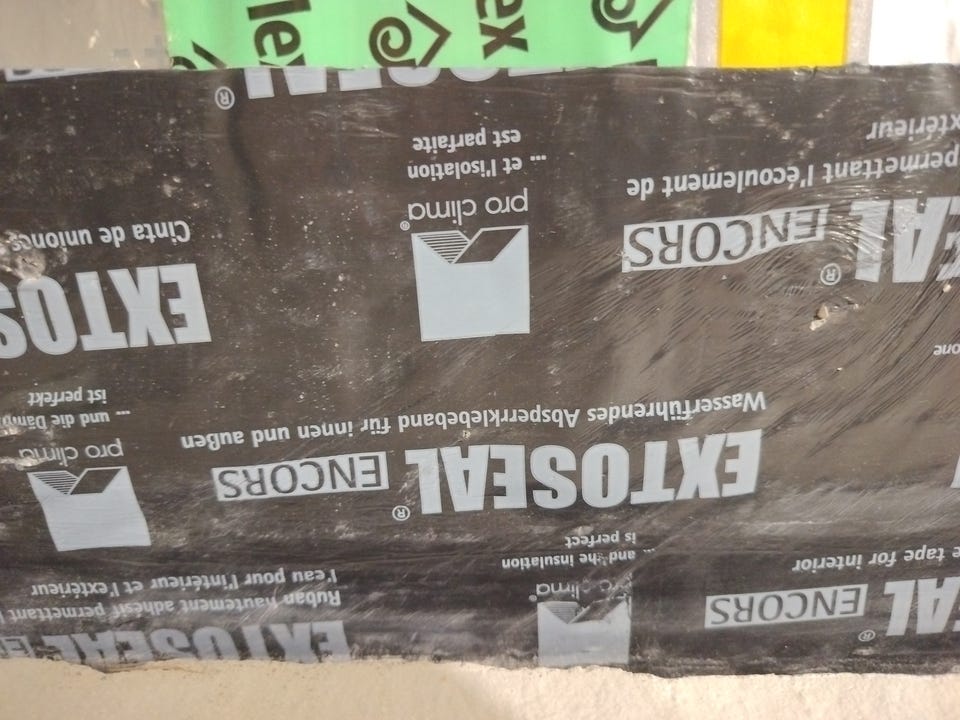 EAL® ENCORS
tape for interior
clima®
... and the insulation
is perfect
EXTOSEAL
Ruban hautement adhésif permettant
l'eau pour l'intérieur et l'extérieur
EXTOSEAL® ENCORS
Wasserführendes Absperrklebeband für innen und außen
pro clima
... und die
ist perfekt
EAL® ENCORS
permettant l'écoulement de
extérieur
pro clima®
... et l'isolation
est parfaite
EXTOS
Cinta de uniones